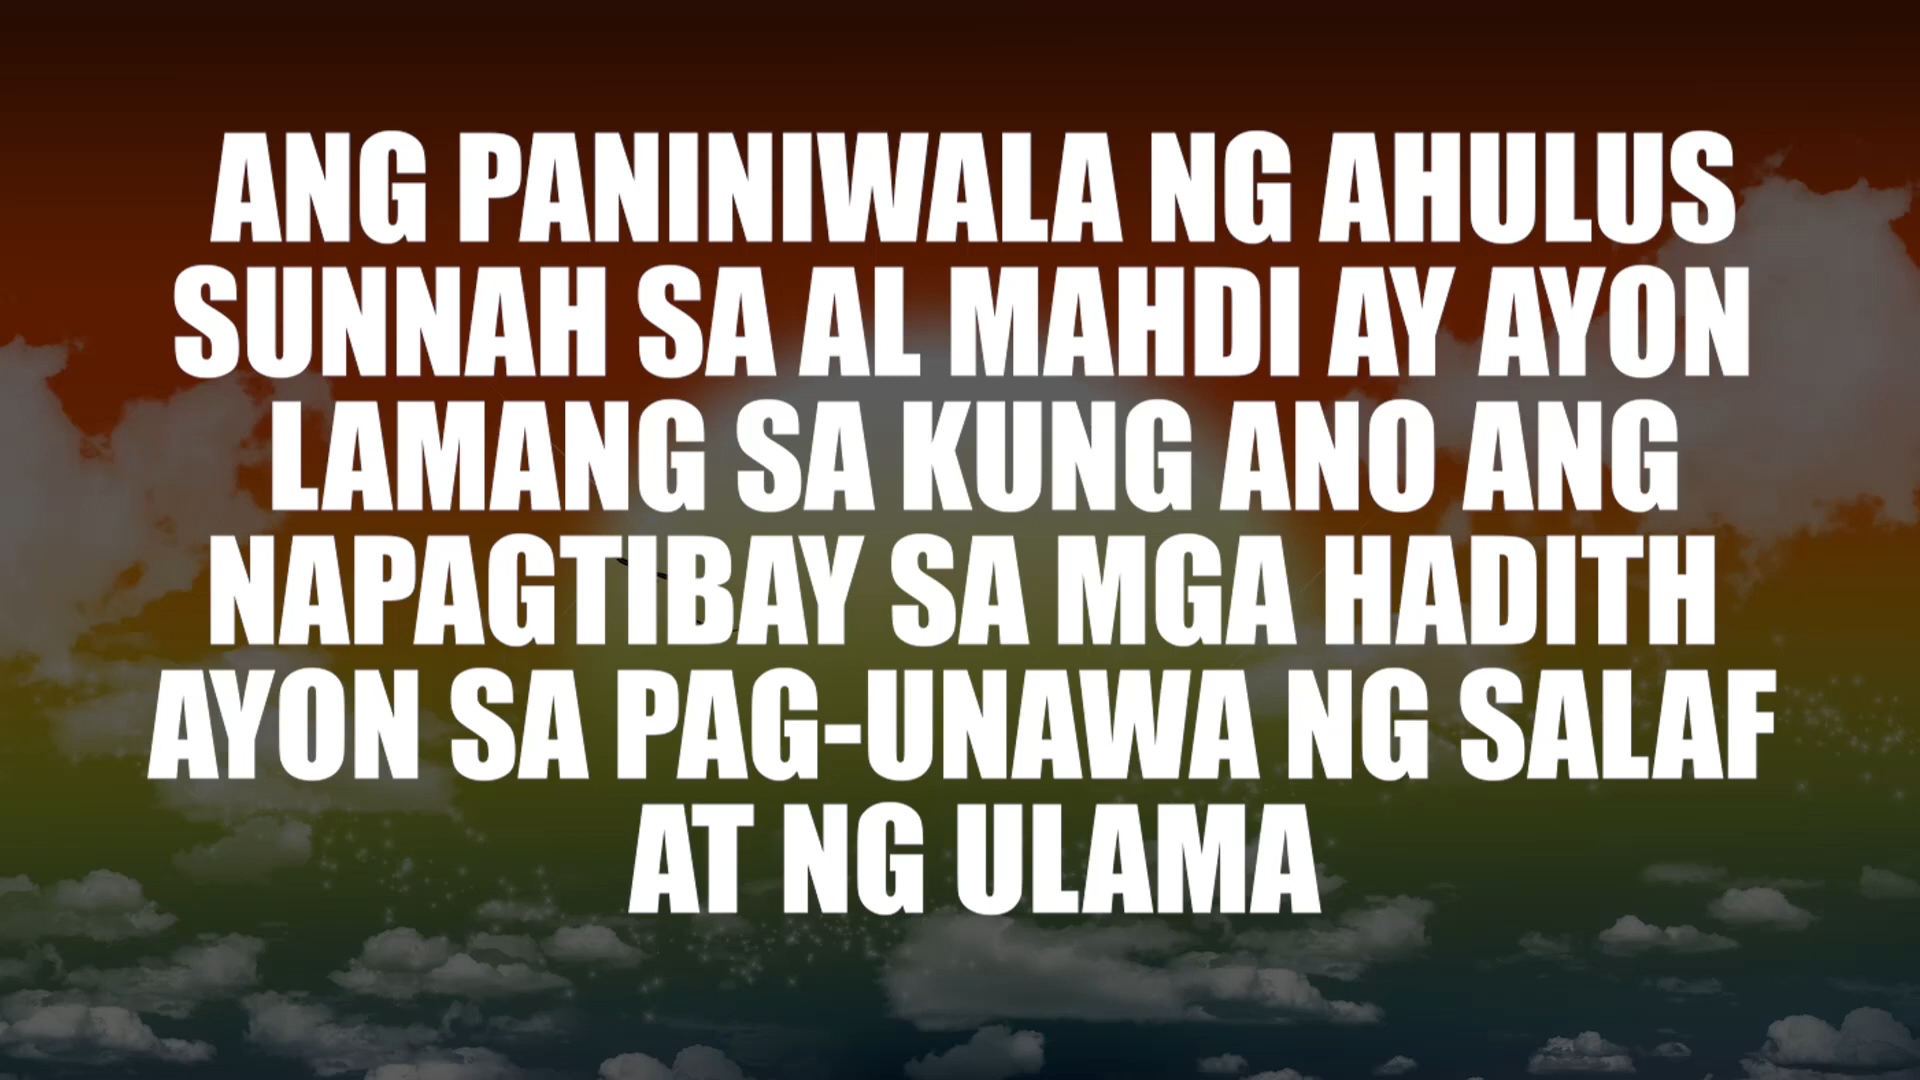 ANG PANINIWALA NG AHULUS
SUNNAH SA AL MAHDI AY AYON
LAMANG SA KUNG ANO ANG
NAPAGTIBAY SA MGA HADITH
AYON SA PAG-UNAWA NG SALAF
AT NG ULAMA